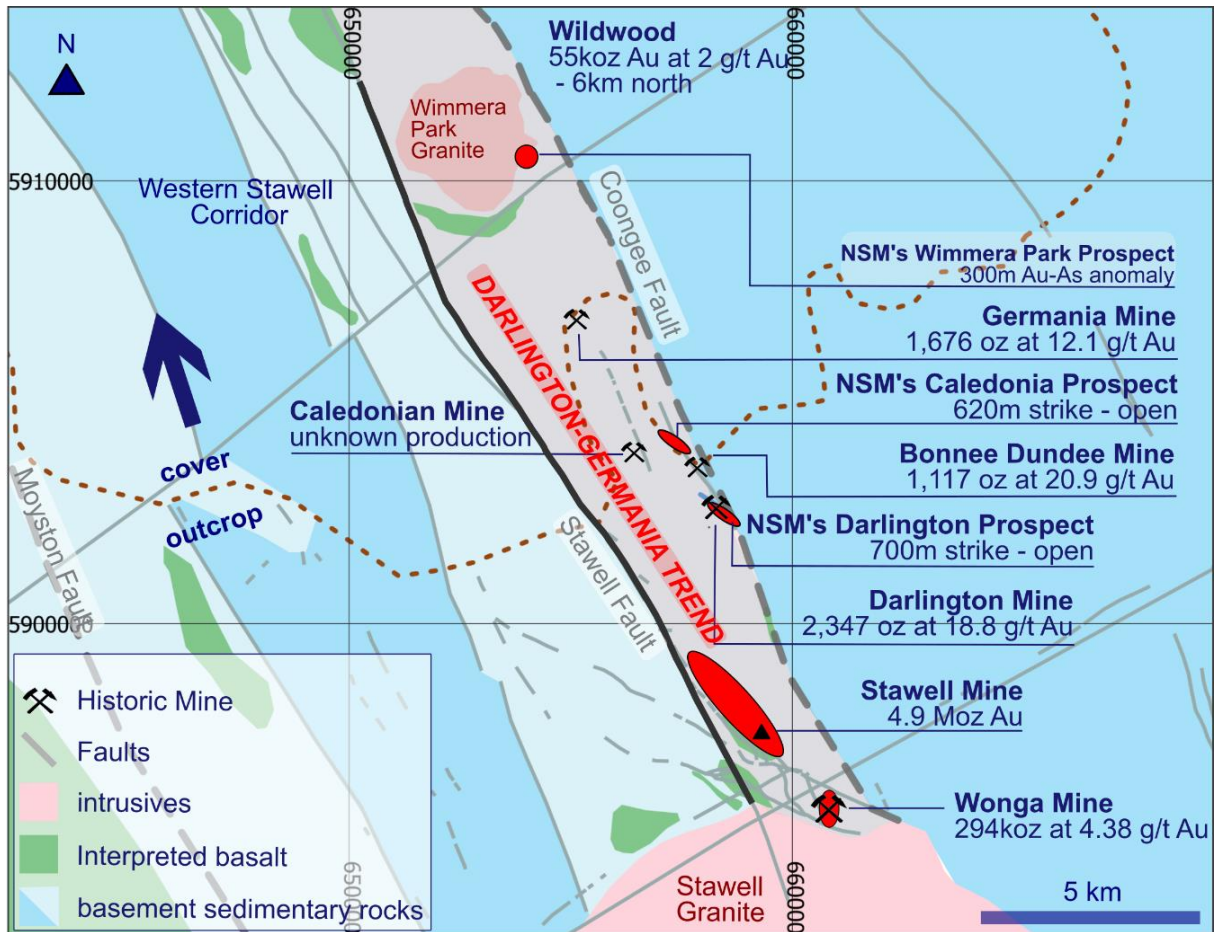 N
650000
660000
Wildwood
55koz Au at 2 g/t Au
- 6km north
Wimmera
Park
Granite
5910000
Western Stawell
Corridor
Coongee Fault
NSM's Wimmera Park Prospect
300m Au-As anomaly
DARLINGTON-GERMANIA TREND
Germania Mine
1,676 oz at 12.1 g/t Au
NSM's Caledonia Prospect
620m strike - open
Caledonian Mine
unknown production
Bonnee Dundee Mine
1,117 oz at 20.9 g/t Au
cover
outcrop
Moyston Fault
Stawell Fault
NSM's Darlington Prospect
700m strike - open
Darlington Mine
2,347 oz at 18.8 g/t Au
5900000
Stawell Mine
4.9 Moz Au
Historic Mine
Faults
intrusives
Interpreted basalt
basement sedimentary rocks
Wonga Mine
294koz at 4.38 g/t Au
Stawell
Granite
650000
660000
5 km